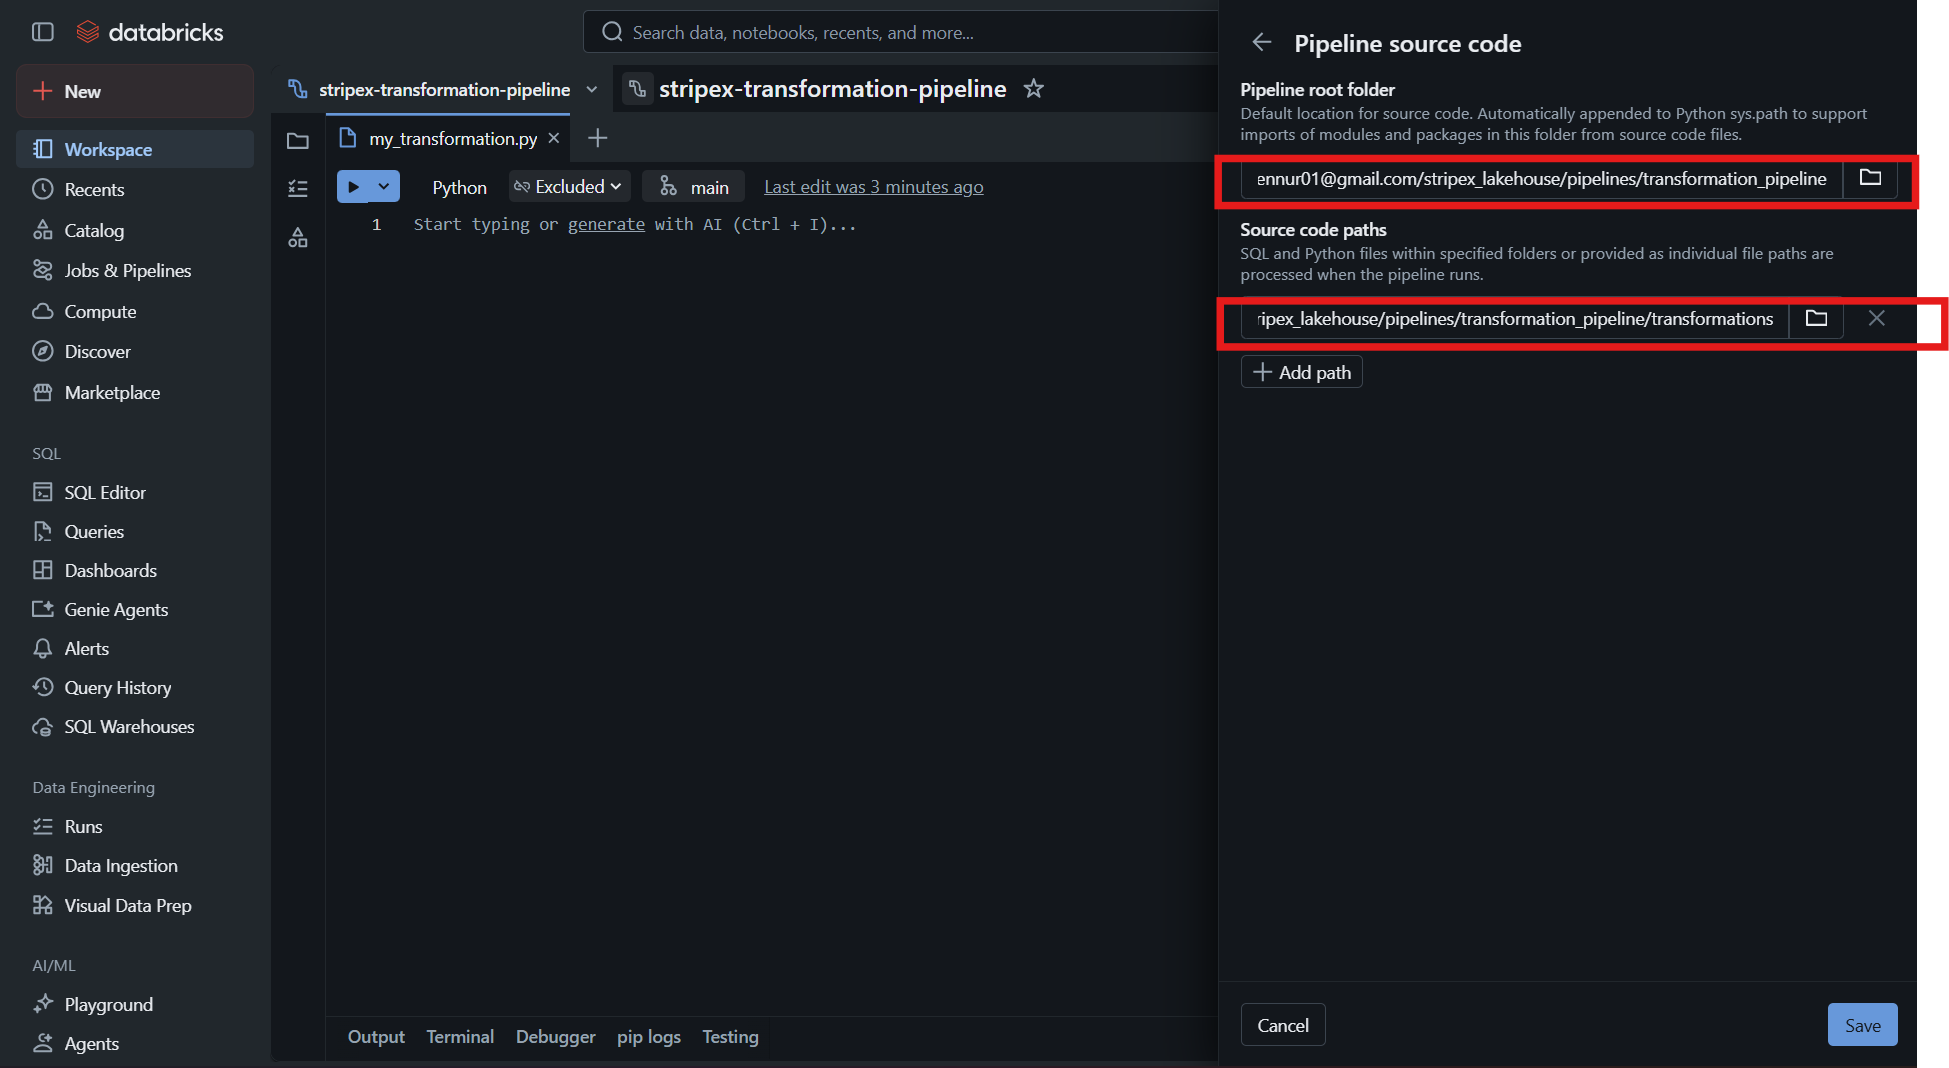 databricks
Search data, notebooks, recents, and more...
New
Workspace
Recents
Catalog
Jobs & Pipelines
Compute
Discover
Marketplace
SQL
SQL Editor
Queries
Dashboards
Genie Agents
Alerts
Query History
SQL Warehouses
Data Engineering
Runs
Data Ingestion
Visual Data Prep
AI/ML
Playground
Agents
stripex-transformation-pipeline
stripex-transformation-pipeline
my_transformation.py
Python Excluded main Last edit was 3 minutes ago
1 Start typing or generate with AI (Ctrl + I)...
Output Terminal Debugger pip logs Testing
Pipeline source code
Pipeline root folder
Default location for source code. Automatically appended to Python sys.path to support
imports of modules and packages in this folder from source code files.
ennur01@gmail.com/stripex_lakehouse/pipelines/transformation_pipeline
Source code paths
SQL and Python files within specified folders or provided as individual file paths are
processed when the pipeline runs.
ripex_lakehouse/pipelines/transformation_pipeline/transformations
Add path
Cancel Save